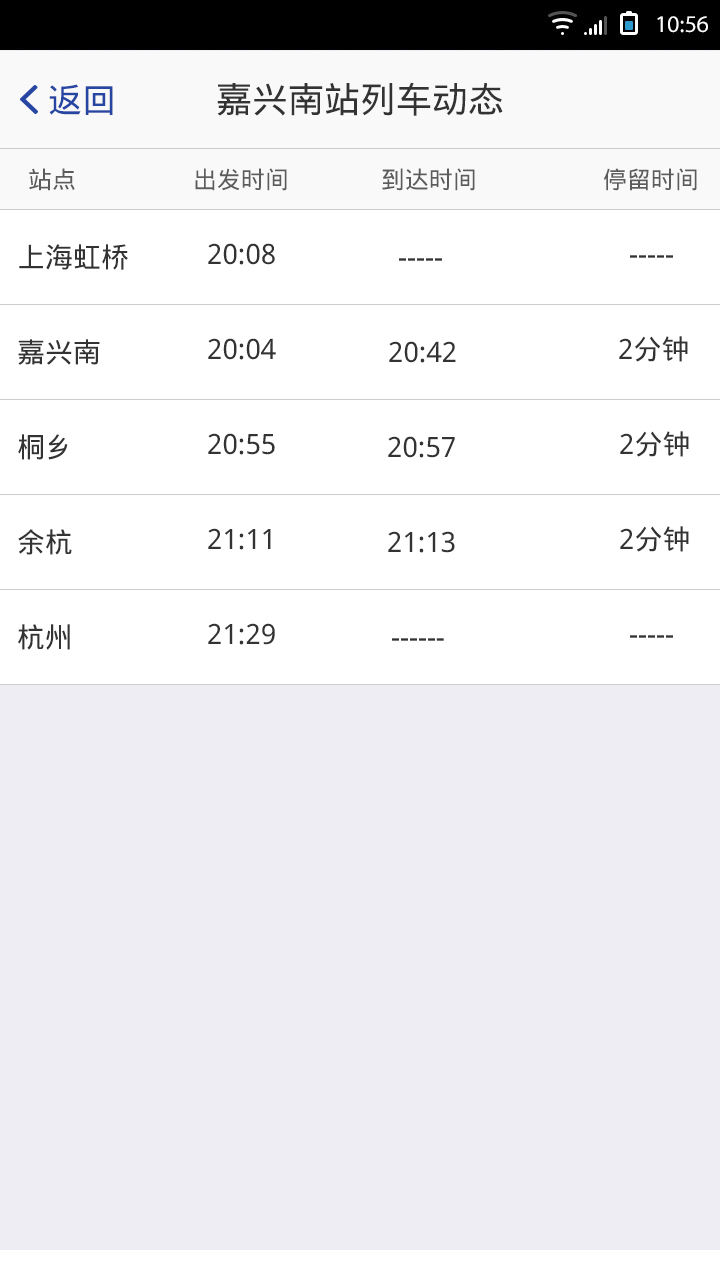 10:56
返回 嘉兴南站列车动态
站点 出发时间 到达时间 停留时间
上海虹桥 20:08 ----- -----
嘉兴南 20:04 20:42 2分钟
桐乡 20:55 20:57 2分钟
余杭 21:11 21:13 2分钟
杭州 21:29 ------ -----